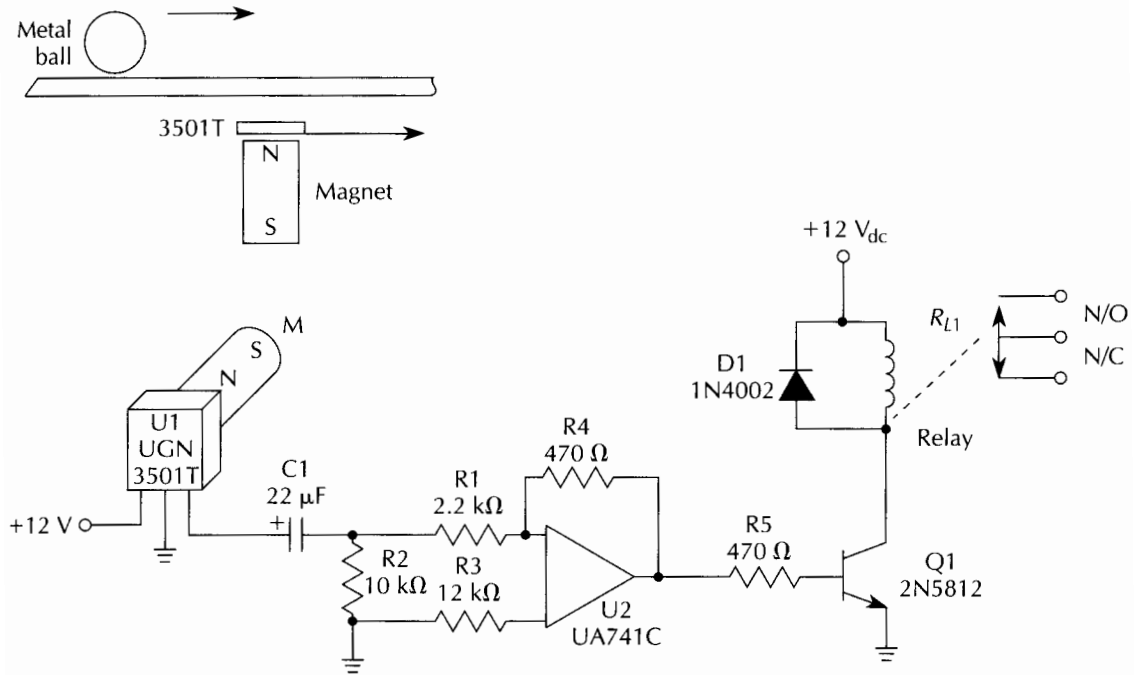 Metal
ball
3501T
N
Magnet
S
+12 Vdc
M
S
N
U1
UGN
3501T
+12 V
C1
22 µF
+
R1
2.2 kΩ
R2
10 kΩ
R3
12 kΩ
R4
470 Ω
U2
UA741C
R5
470 Ω
D1
1N4002
RL1
N/O
N/C
Relay
Q1
2N5812